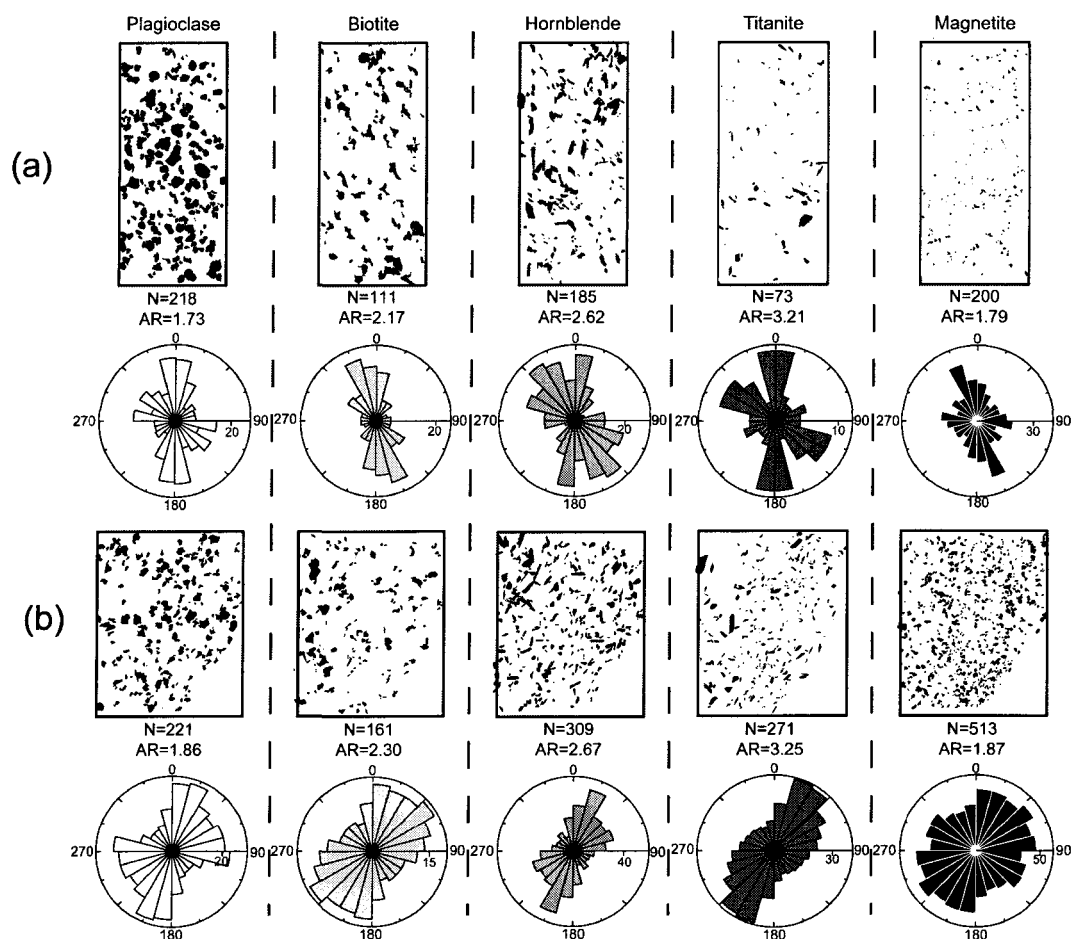 Plagioclase Biotite Hornblende Titanite Magnetite
(a)
N=218 N=111 N=185 N=73 N=200
AR=1.73 AR=2.17 AR=2.62 AR=3.21 AR=1.79
0 0 0 0 0
270 20 90 270 20 90 270 20 90 270 10 90 270 30 90
180 180 180 180 180
(b)
N=221 N=161 N=309 N=271 N=513
AR=1.86 AR=2.30 AR=2.67 AR=3.25 AR=1.87
0 0 0 0 0
270 20 90 270 15 90 270 40 90 270 30 90 270 50 90
180 180 180 180 180